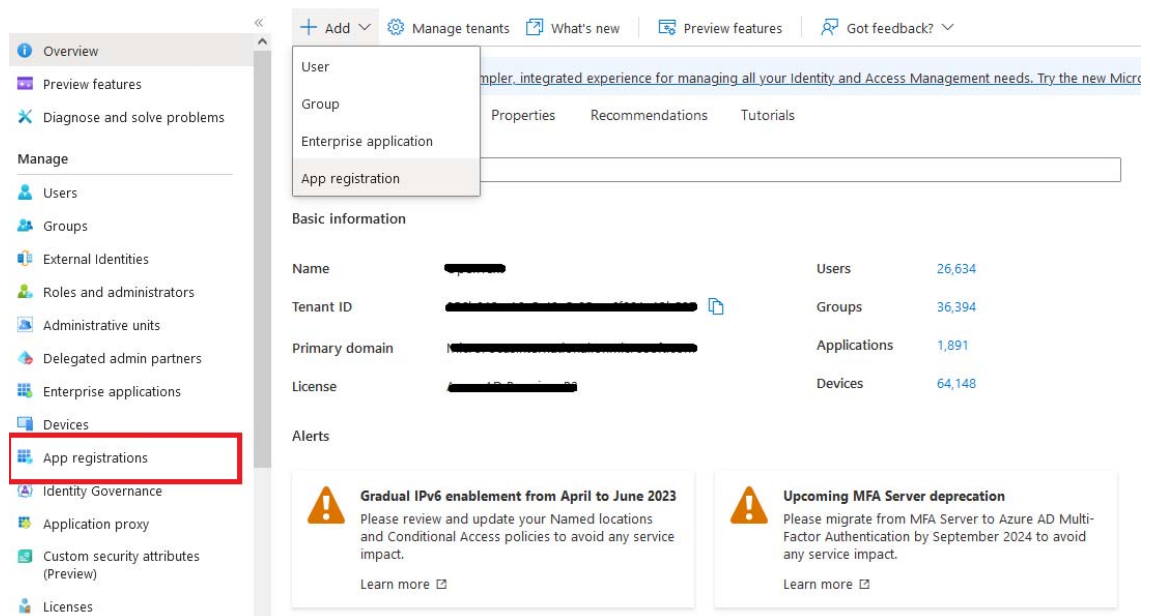 Overview
Preview features
Diagnose and solve problems
Manage
Users
Groups
External Identities
Roles and administrators
Administrative units
Delegated admin partners
Enterprise applications
Devices
App registrations
Identity Governance
Application proxy
Custom security attributes
(Preview)
Licenses
Add
Manage tenants
What's new
Preview features
Got feedback?
User
Group
Enterprise application
App registration
integrated experience for managing all your Identity and Access Management needs. Try the new
Properties
Recommendations
Tutorials
Basic information
Name
Tenant ID
Primary domain
License
Users 26,634
Groups 36,394
Applications 1,891
Devices 64,148
Alerts
Gradual IPv6 enablement from April to June 2023
Please review and update your Named locations
and Conditional Access policies to avoid any service
impact.
Learn more
Upcoming MFA Server deprecation
Please migrate from MFA Server to Azure AD Multi-
Factor Authentication by September 2024 to avoid
any service impact.
Learn more